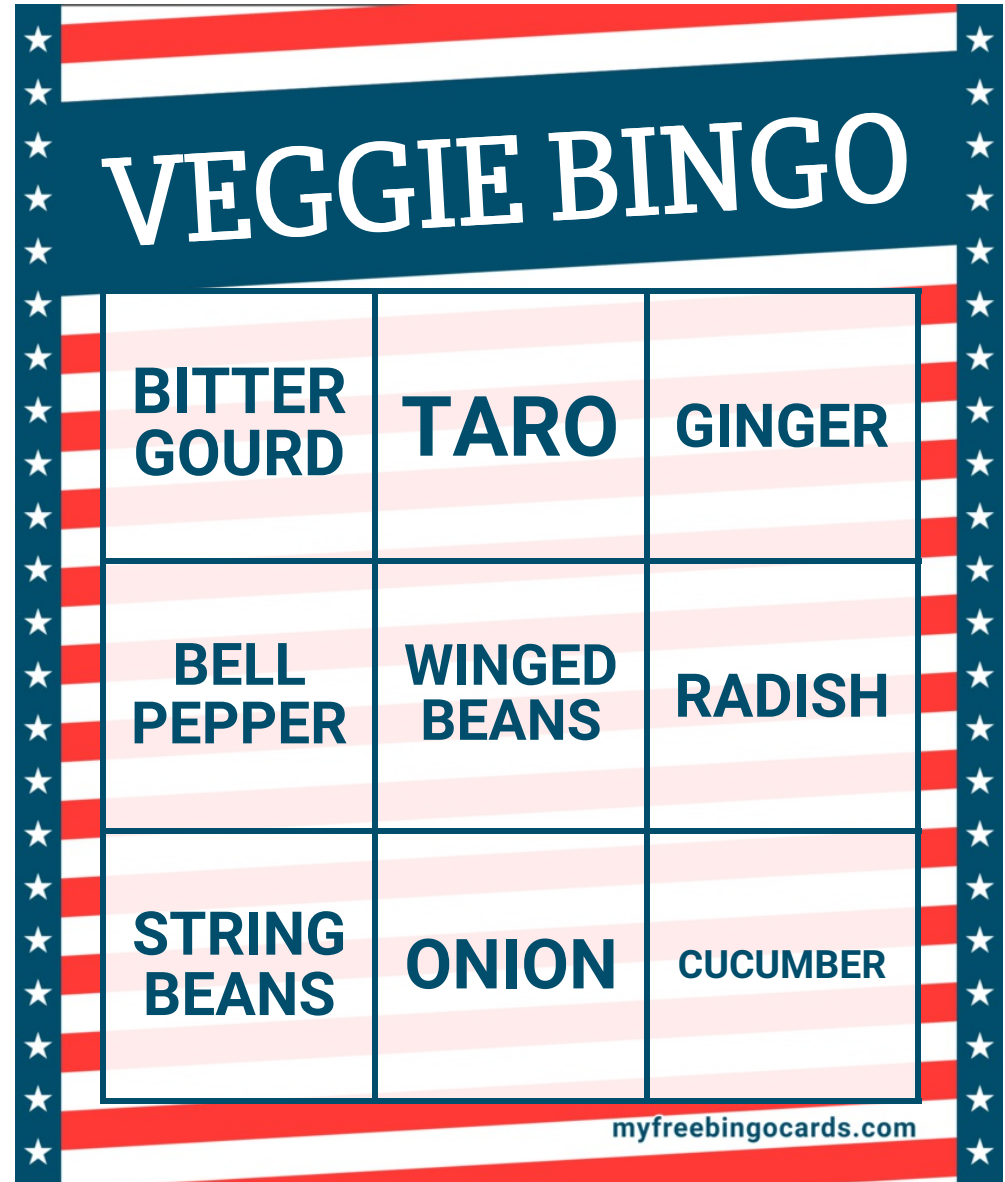 VEGGIE BINGO
BITTER
GOURD
TARO
GINGER
BELL
PEPPER
WINGED
BEANS
RADISH
STRING
BEANS
ONION
CUCUMBER
myfreebingocards.com